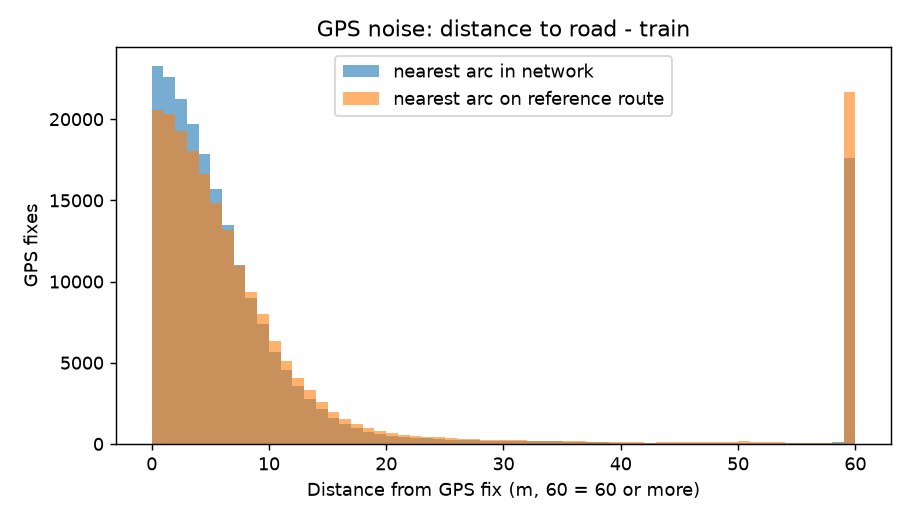 GPS noise: distance to road - train
nearest arc in network
nearest arc on reference route
GPS fixes
20000
15000
10000
5000
0
0 10 20 30 40 50 60
Distance from GPS fix (m, 60 = 60 or more)